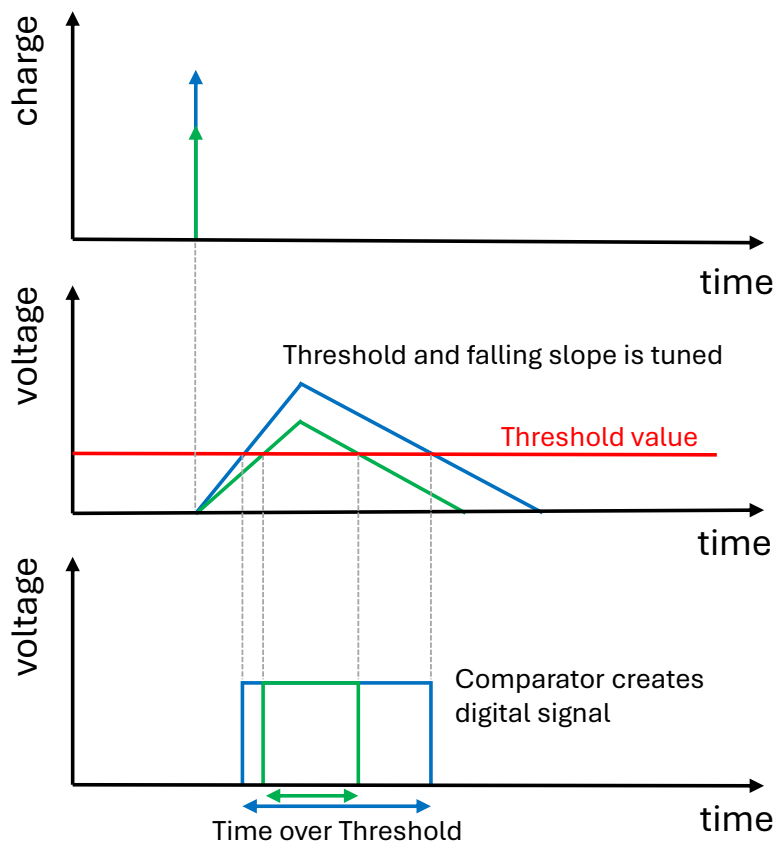 charge
time
voltage
Threshold and falling slope is tuned
Threshold value
time
voltage
Comparator creates
digital signal
time
Time over Threshold